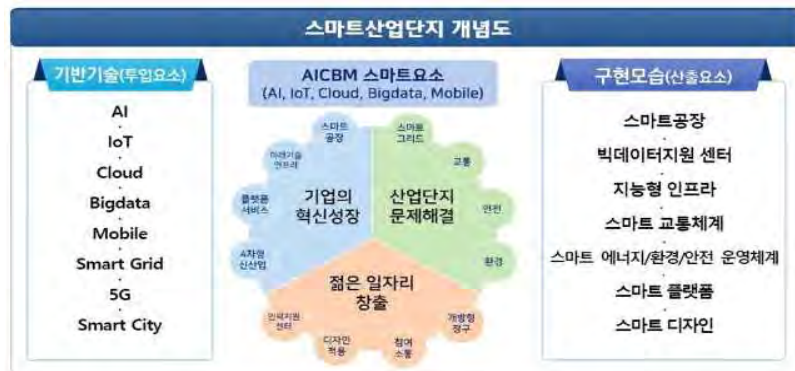 스마트산업단지 개념도
기반기술(투입요소)
AI
IoT
Cloud
Bigdata
Mobile
Smart Grid
5G
Smart City
AICBM 스마트요소
(AI, IoT, Cloud, Bigdata, Mobile)
스마트
공장
미래기술
인프라
플랫폼
서비스
4차형
신산업
기업의
혁신성장
스마트
그리드
교통
안전
환경
산업단지
문제해결
젊은 일자리
창출
인력지원
센터
디자인
적용
참여
소통
개방형
구현모습(산출요소)
스마트공장
빅데이터지원 센터
지능형 인프라
스마트 교통체계
스마트 에너지/환경/안전 운영체계
스마트 플랫폼
스마트 디자인